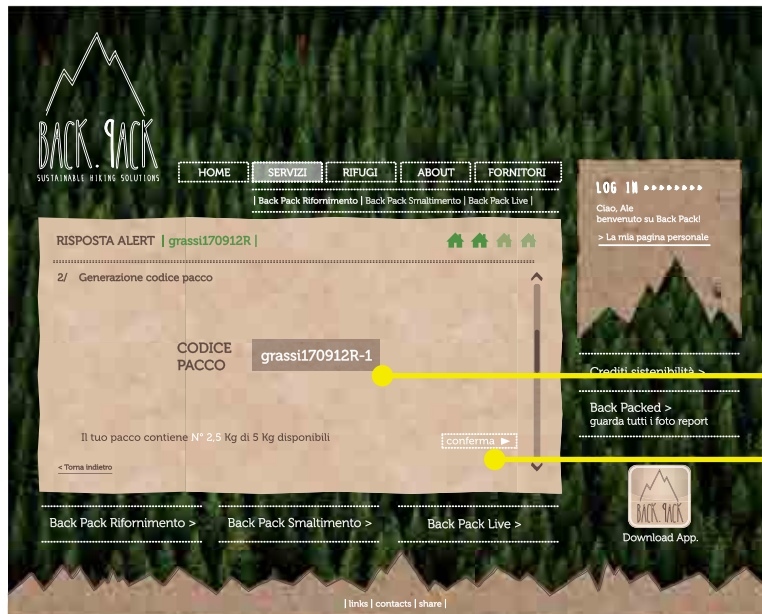 BACK.PACK
SUSTAINABLE HIKING SOLUTIONS
HOME
SERVIZI
RIFUGI
ABOUT
FORNITORI
| Back Pack Rifornimento | Back Pack Smaltimento | Back Pack Live |
LOG IN
Ciao, Ale
benvenuto su Back Pack!
> La mia pagina personale
RISPOSTA ALERT | grassi170912R |
2/ Generazione codice pacco
CODICE
PACCO
grassi170912R-1
Il tuo pacco contiene N° 2,5 Kg di 5 Kg disponibili
conferma
< Torna indietro
Crediti sistenibilità >
Back Packed >
guarda tutti i foto report
BACK.PACK
Download App.
Back Pack Rifornimento >
Back Pack Smaltimento >
Back Pack Live >
| links | contacts | share |